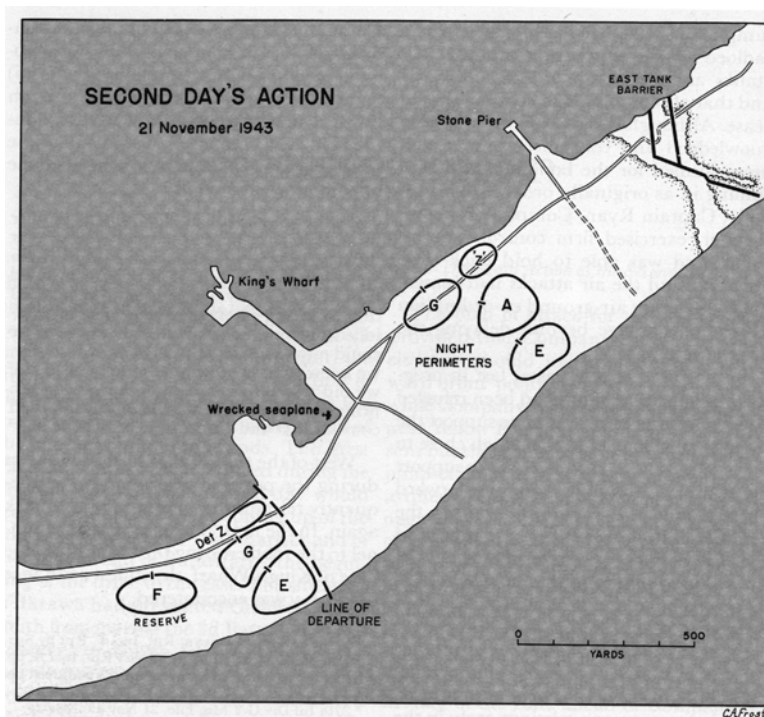 SECOND DAY'S ACTION
21 November 1943
EAST TANK
BARRIER
Stone Pier
King's Wharf
Z
G
A
E
NIGHT
PERIMETERS
Wrecked seaplane
Det Z
G
E
F
RESERVE
LINE OF
DEPARTURE
0
500
YARDS
C.A.Frost